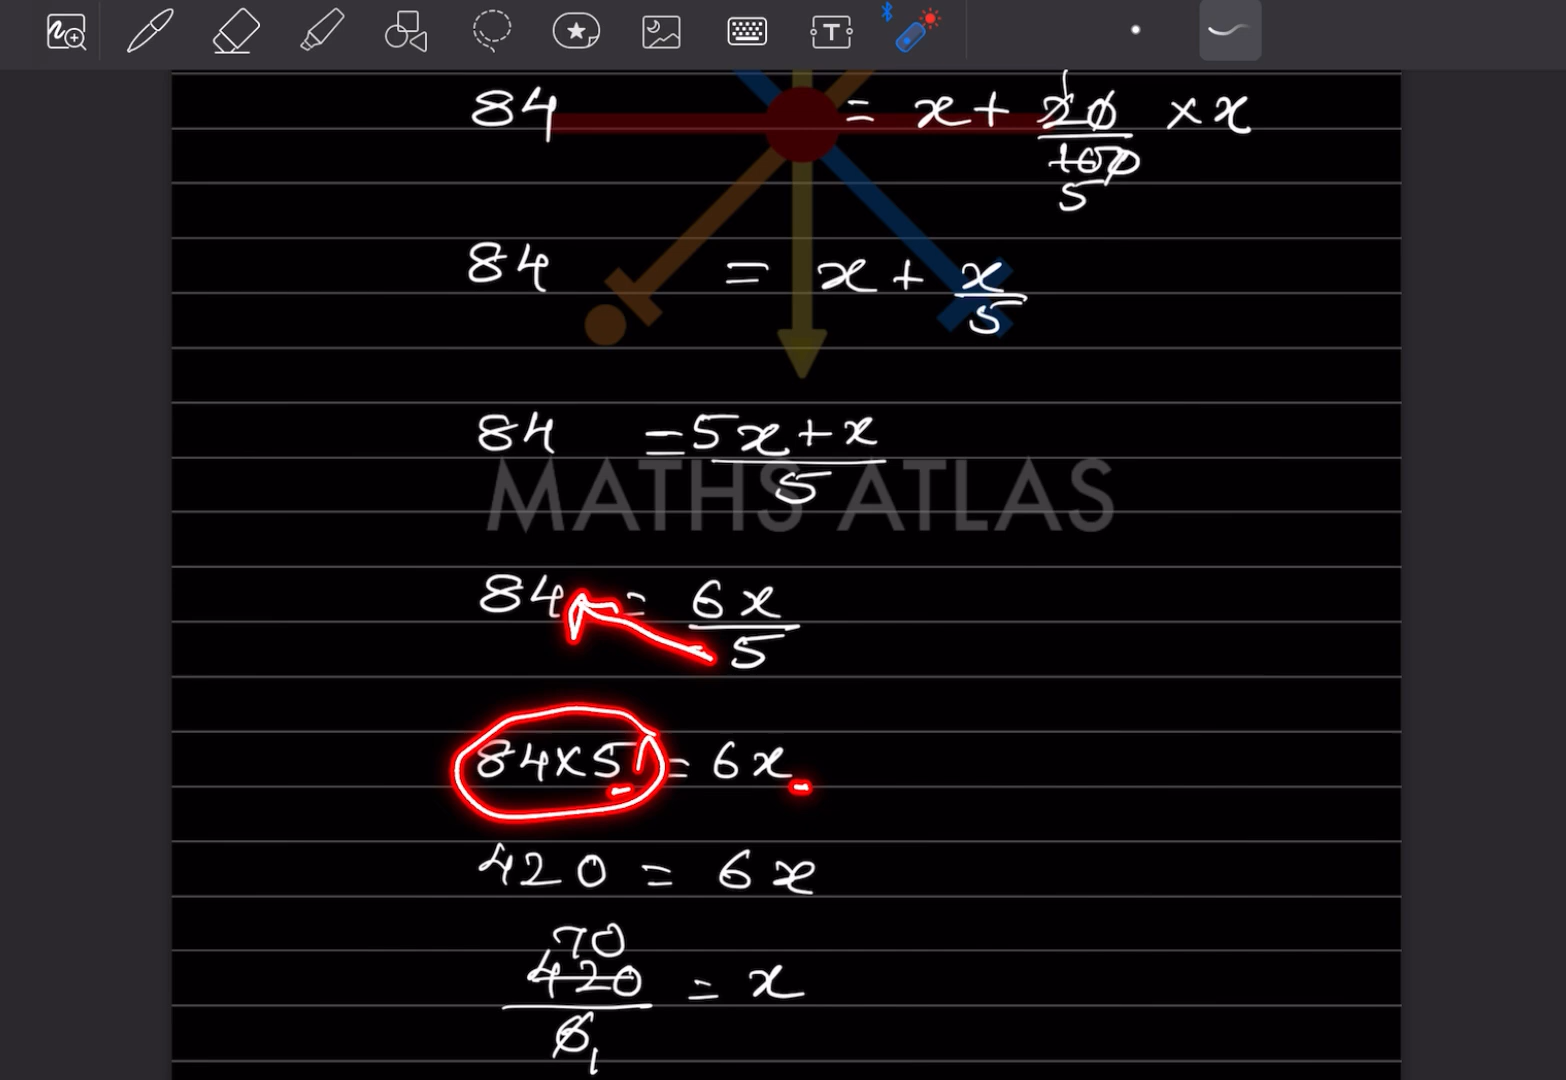 84 = x + 20/100 × x
5
84 = x + x/5
84 = 5x + x/5
MATHS ATLAS
84 = 6x/5
84 × 5 = 6x
420 = 6x
70
420/6 = x
1